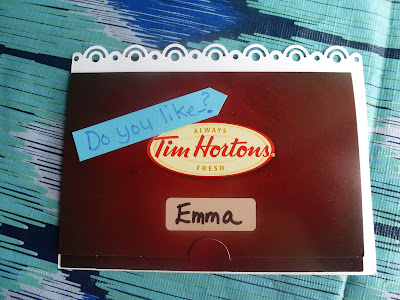 Do you like?
ALWAYS
Tim Hortons®
FRESH
Emma